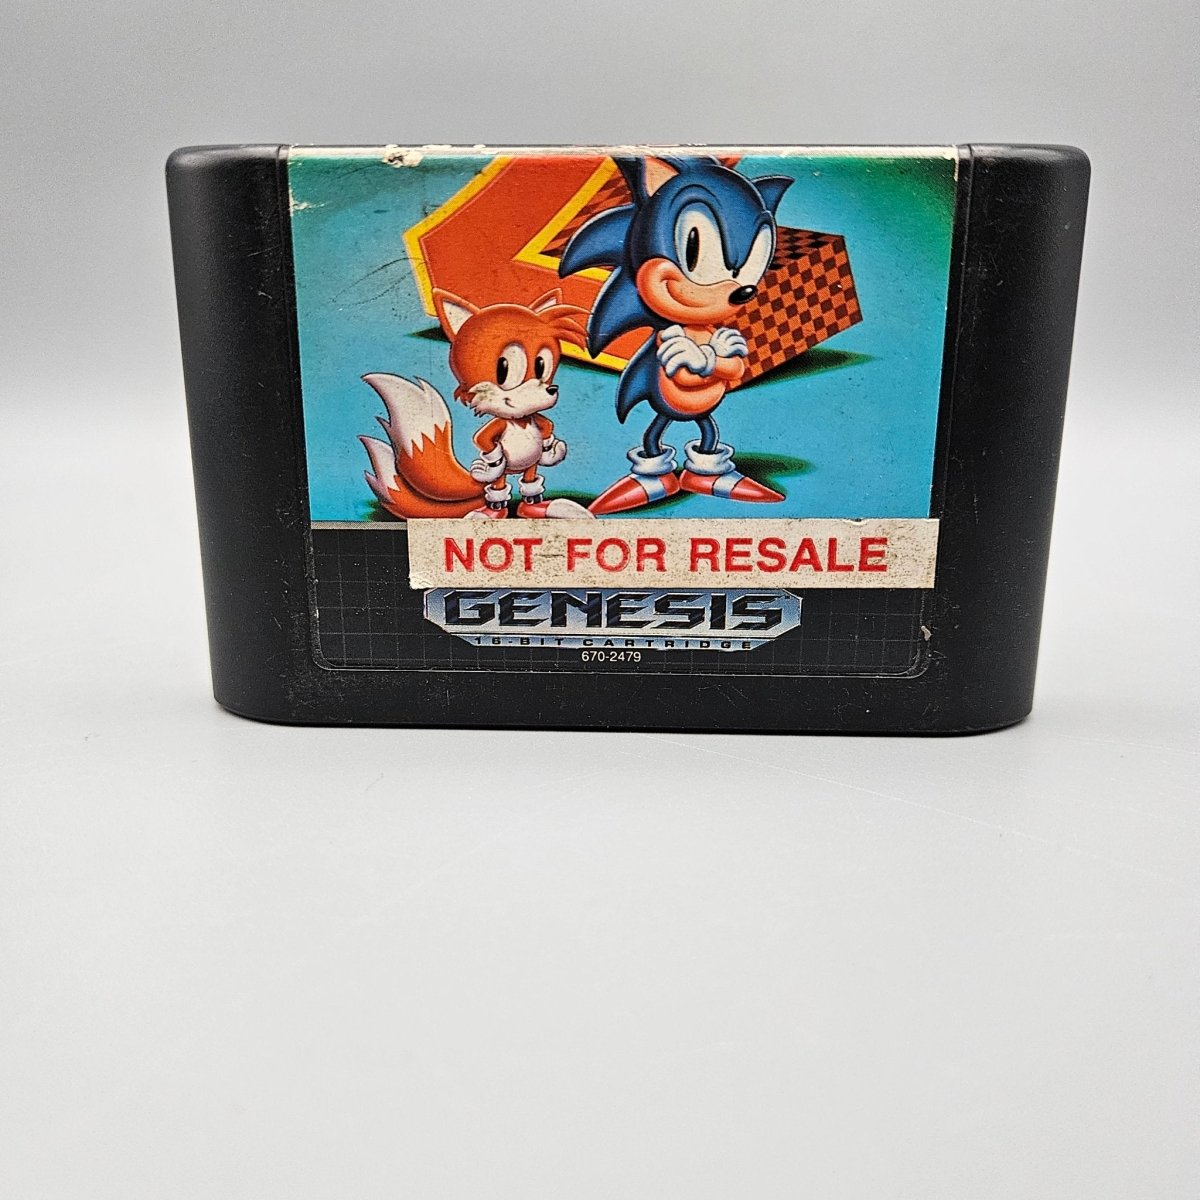 NOT FOR RESALE
GENESIS
16-BIT CARTRIDGE
670-2479